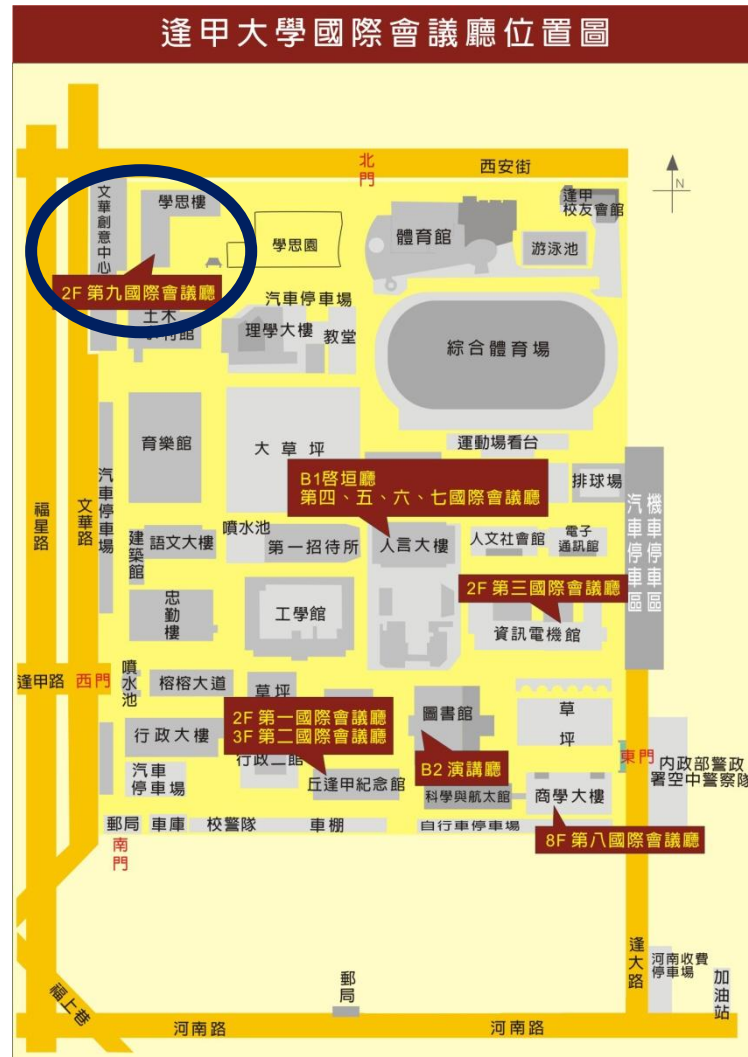 逢甲大學國際會議廳位置圖
北門
西安街
N
文華創意中心
學思樓
學思園
體育館
逢甲
校友會館
游泳池
2F 第九國際會議廳
土木
汽車停車場
理學大樓
教堂
綜合體育場
育樂館
大草坪
運動場看台
排球場
B1啓垣廳
第四、五、六、七國際會議廳
福星路
文華路
汽車停車場
建築館
語文大樓
噴水池
第一招待所
人言大樓
人文社會館
電子
通訊館
汽車停車區
機車停車區
2F 第三國際會議廳
忠勤樓
工學館
資訊電機館
逢甲路
西門
噴水池
榕榕大道
草坪
圖書館
草坪
2F 第一國際會議廳
3F 第二國際會議廳
行政大樓
行政二館
B2 演講廳
東門
內政部警政
署空中警察隊
汽車
停車場
丘逢甲紀念館
科學與航太館
商學大樓
郵局
車庫
校警隊
車棚
自行車停車場
8F 第八國際會議廳
南門
逢大路
河南收費
停車場
加油站
郵局
福上巷
河南路
河南路